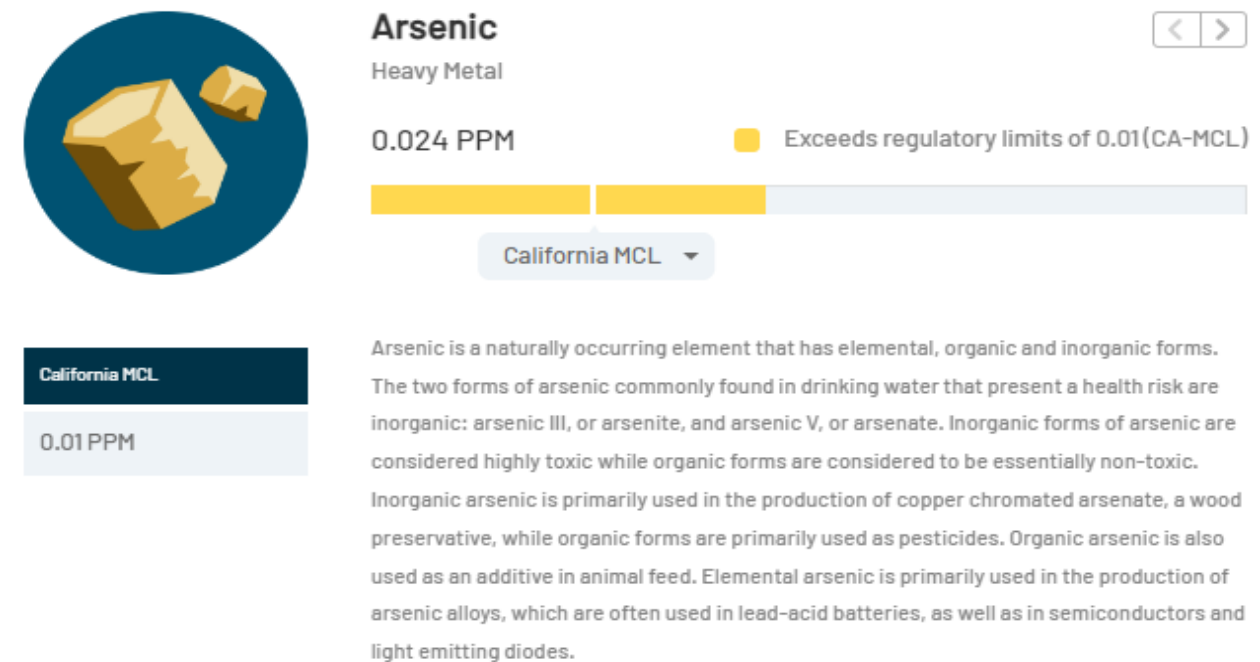 Arsenic
Heavy Metal
0.024 PPM
Exceeds regulatory limits of 0.01 (CA-MCL)
California MCL
California MCL
0.01 PPM
Arsenic is a naturally occurring element that has elemental, organic and inorganic forms.
The two forms of arsenic commonly found in drinking water that present a health risk are
inorganic: arsenic III, or arsenite, and arsenic V, or arsenate. Inorganic forms of arsenic are
considered highly toxic while organic forms are considered to be essentially non-toxic.
Inorganic arsenic is primarily used in the production of copper chromated arsenate, a wood
preservative, while organic forms are primarily used as pesticides. Organic arsenic is also
used as an additive in animal feed. Elemental arsenic is primarily used in the production of
arsenic alloys, which are often used in lead-acid batteries, as well as in semiconductors and
light emitting diodes.